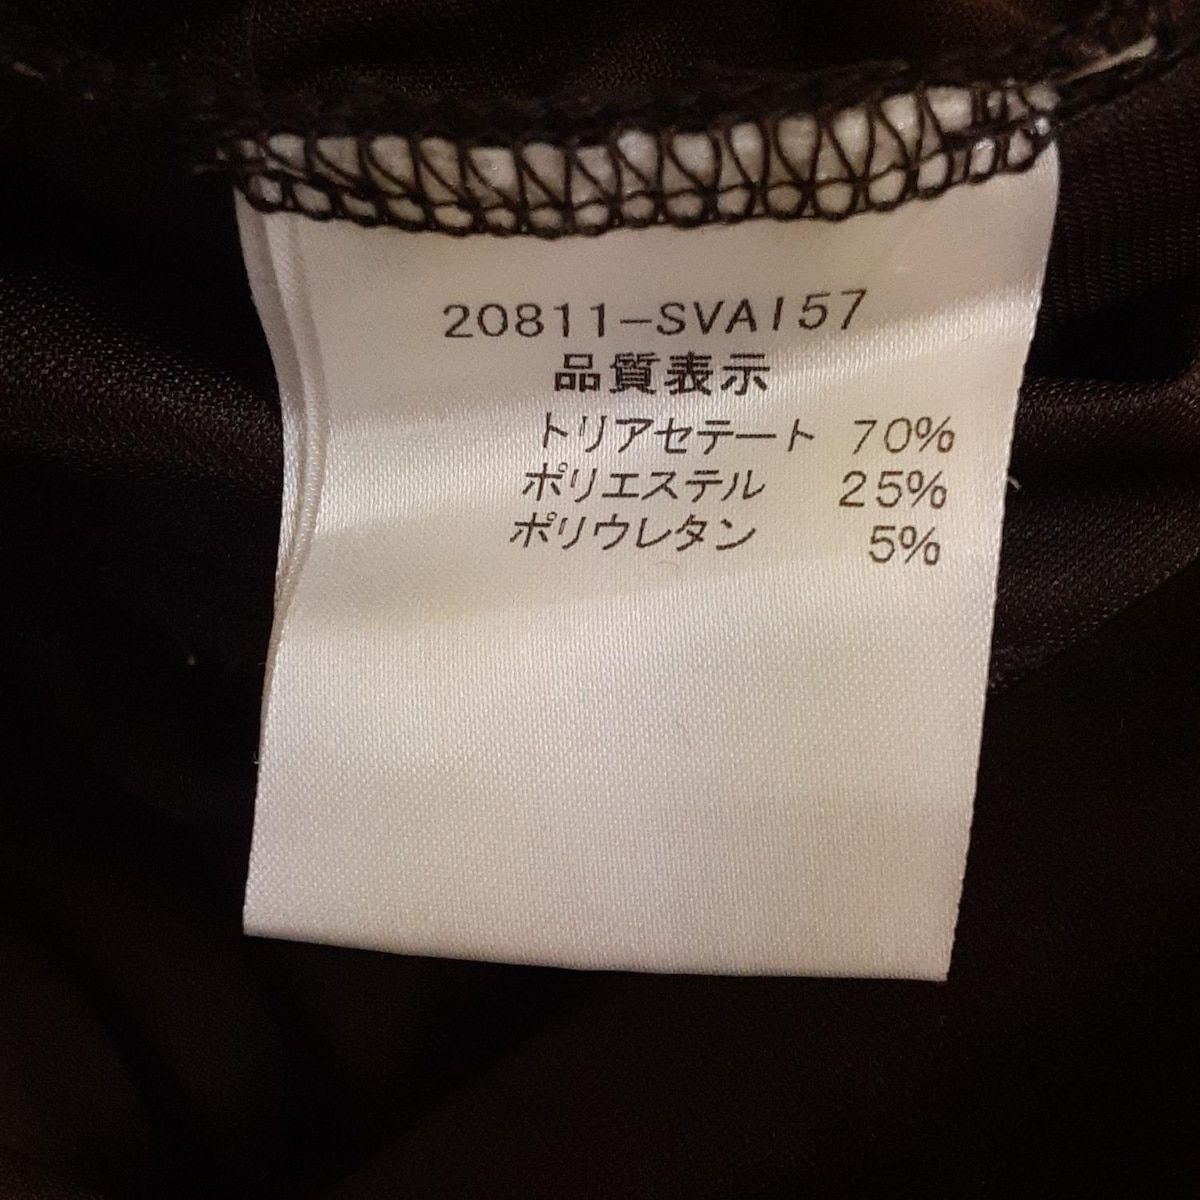 20811-SVA157
品質表示
トリアセテート 70%
ポリエステル 25%
ポリウレタン 5%